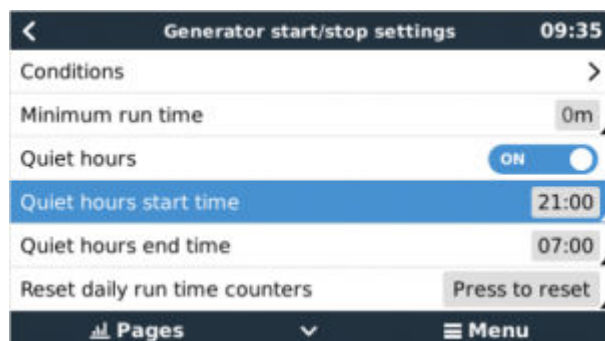 Generator start/stop settings 09:35
Conditions
Minimum run time 0m
Quiet hours ON
Quiet hours start time 21:00
Quiet hours end time 07:00
Reset daily run time counters Press to reset
Pages Menu